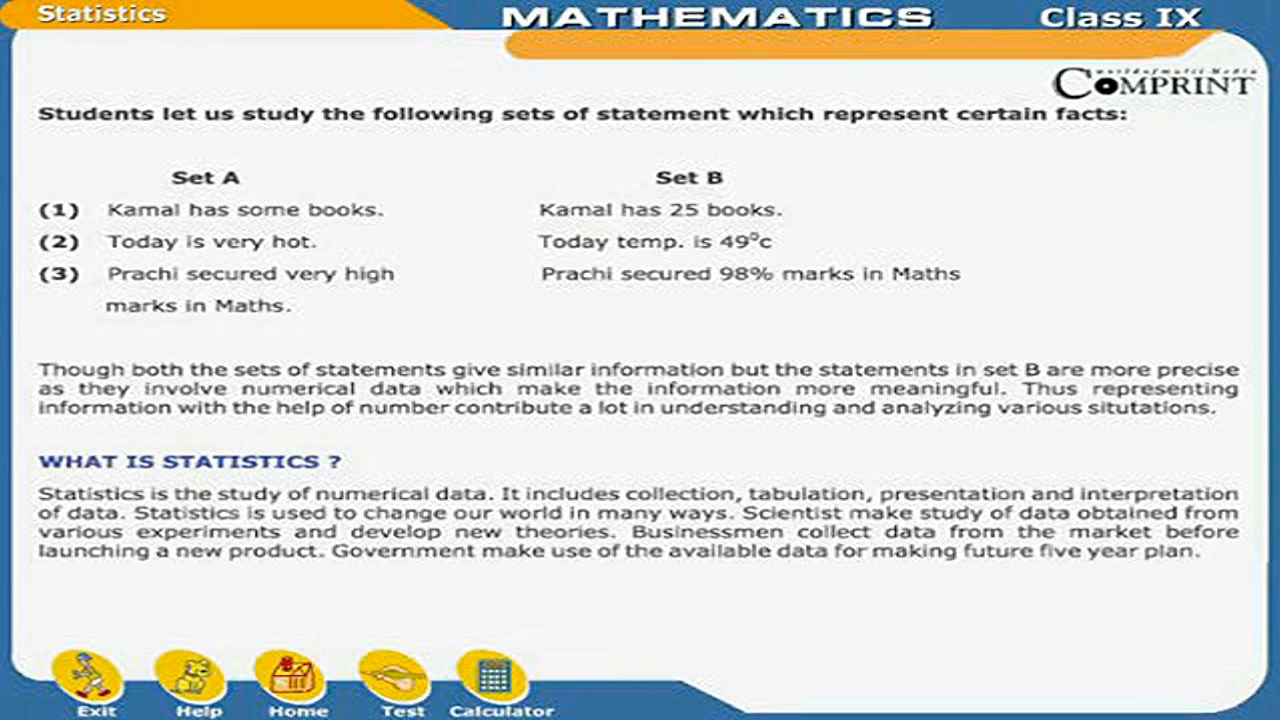 Statistics
MATHEMATICS
Class IX
world of multi Media
COMPRINT
Students let us study the following sets of statement which represent certain facts:
Set A Set B
(1) Kamal has some books. Kamal has 25 books.
(2) Today is very hot. Today temp. is 49⁰c
(3) Prachi secured very high Prachi secured 98% marks in Maths
marks in Maths.
Though both the sets of statements give similar information but the statements in set B are more precise
as they involve numerical data which make the information more meaningful. Thus representing
information with the help of number contribute a lot in understanding and analyzing various situtations.
WHAT IS STATISTICS ?
Statistics is the study of numerical data. It includes collection, tabulation, presentation and interpretation
of data. Statistics is used to change our world in many ways. Scientist make study of data obtained from
various experiments and develop new theories. Businessmen collect data from the market before
launching a new product. Government make use of the available data for making future five year plan.
Exit Help Home Test Calculator